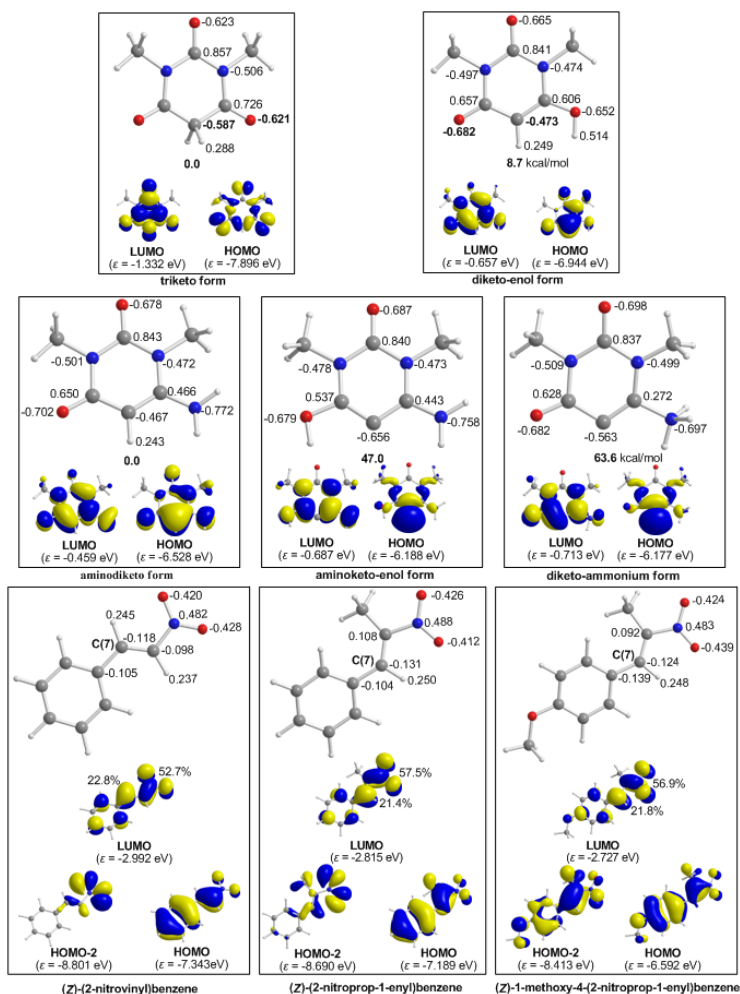 -0.623
0.857
-0.506
0.726
-0.587
-0.621
0.288
0.0
LUMO
(ε = -1.332 eV)
HOMO
(ε = -7.896 eV)
triketo form
-0.665
0.841
-0.497
-0.474
0.657
0.606
-0.652
-0.682
-0.473
0.514
0.249
8.7 kcal/mol
LUMO
(ε = -0.657 eV)
HOMO
(ε = -6.944 eV)
diketo-enol form
-0.678
0.843
-0.501
-0.472
0.650
0.466
-0.702
-0.467
-0.772
0.243
0.0
LUMO
(ε = -0.459 eV)
HOMO
(ε = -6.528 eV)
aminodiketo form
-0.687
0.840
-0.478
-0.473
0.537
0.443
-0.679
-0.758
-0.656
47.0
LUMO
(ε = -0.687 eV)
HOMO
(ε = -6.188 eV)
aminoketo-enol form
-0.698
0.837
-0.509
-0.499
0.628
0.272
-0.682
-0.563
-0.697
63.6 kcal/mol
LUMO
(ε = -0.713 eV)
HOMO
(ε = -6.177 eV)
diketo-ammonium form
-0.420
0.245
0.482
-0.428
-0.118
C(7)
-0.098
-0.105
0.237
22.8%
52.7%
LUMO
(ε = -2.992 eV)
HOMO-2
(ε = -8.801 eV)
HOMO
(ε = -7.343 eV)
(Z)-(2-nitrovinyl)benzene
-0.426
0.108
0.488
-0.412
C(7)
-0.131
-0.104
0.250
57.5%
21.4%
LUMO
(ε = -2.815 eV)
HOMO-2
(ε = -8.690 eV)
HOMO
(ε = -7.189 eV)
(Z)-(2-nitroprop-1-enyl)benzene
-0.424
0.092
0.483
-0.439
C(7)
-0.124
-0.139
0.248
56.9%
21.8%
LUMO
(ε = -2.727 eV)
HOMO-2
(ε = -8.413 eV)
HOMO
(ε = -6.592 eV)
(Z)-1-methoxy-4-(2-nitroprop-1-enyl)benzene